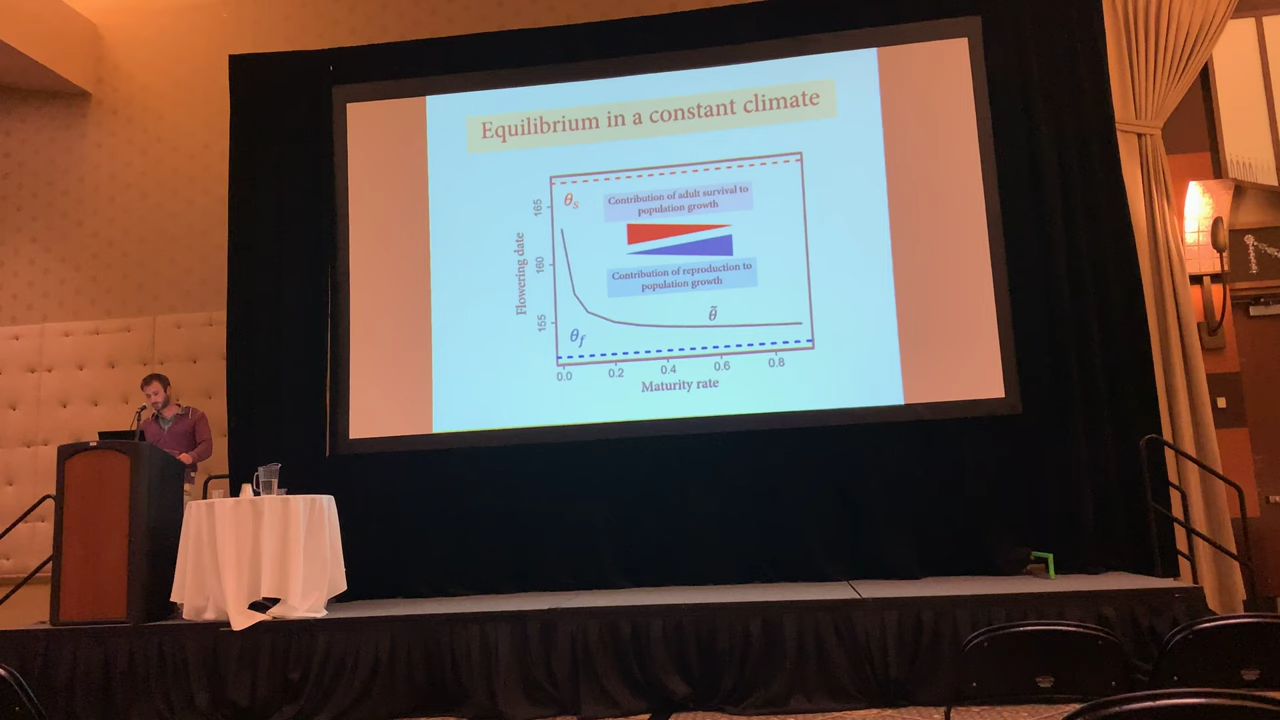 Equilibrium in a constant climate
θs
Contribution of adult survival to
population growth
Contribution of reproduction to
population growth
θ̃
θf
Flowering date
165
160
155
0.0 0.2 0.4 0.6 0.8
Maturity rate